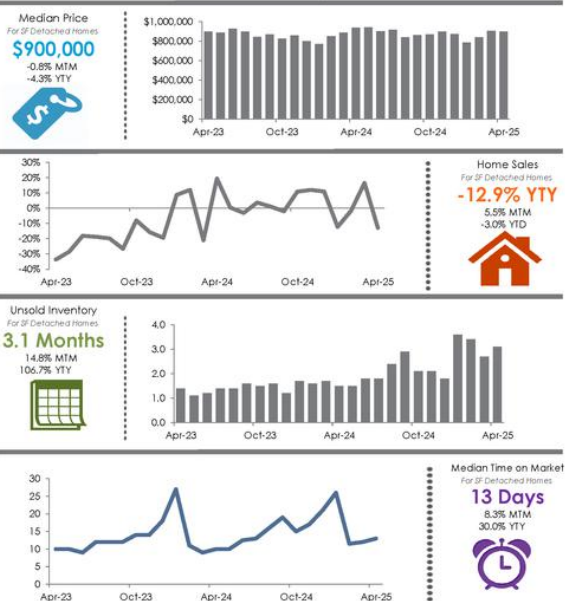 Median Price
For SF Detached Homes
$900,000
-0.8% MTM
-4.3% YTY
$
$1,000,000
$800,000
$600,000
$400,000
$200,000
$0
Apr-23 Oct-23 Apr-24 Oct-24 Apr-25
30%
20%
10%
0%
-10%
-20%
-30%
-40%
Apr-23 Oct-23 Apr-24 Oct-24 Apr-25
Home Sales
For SF Detached Homes
-12.9% YTY
5.5% MTM
-3.0% YTD
Unsold Inventory
For SF Detached Homes
3.1 Months
14.8% MTM
106.7% YTY
4.0
3.0
2.0
1.0
0.0
Apr-23 Oct-23 Apr-24 Oct-24 Apr-25
30
25
20
15
10
5
0
Apr-23 Oct-23 Apr-24 Oct-24 Apr-25
Median Time on Market
For SF Detached Homes
13 Days
8.3% MTM
30.0% YTY